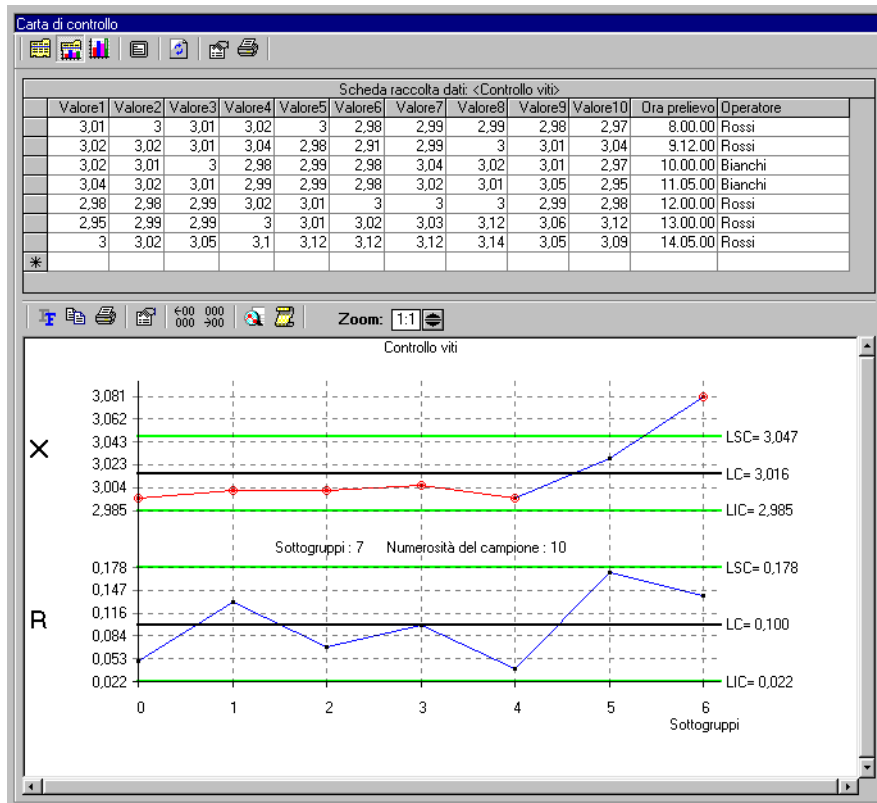 Carta di controllo
Scheda raccolta dati: <Controllo viti>
Valore1 Valore2 Valore3 Valore4 Valore5 Valore6 Valore7 Valore8 Valore9 Valore10 Ora prelievo Operatore
3,01 3 3,01 3,02 3 2,98 2,99 2,99 2,98 2,97 8.00.00 Rossi
3,02 3,02 3,01 3,04 2,98 2,91 2,99 3 3,01 3,04 9.12.00 Rossi
3,02 3,01 3 2,98 2,99 2,98 3,04 3,02 3,01 2,97 10.00.00 Bianchi
3,04 3,02 3,01 2,99 2,99 2,98 3,02 3,01 3,05 2,95 11.05.00 Bianchi
2,98 2,98 2,99 3,02 3,01 3 3 3 2,99 2,98 12.00.00 Rossi
2,95 2,99 2,99 3 3,01 3,02 3,03 3,12 3,06 3,12 13.00.00 Rossi
3 3,02 3,05 3,1 3,12 3,12 3,12 3,14 3,05 3,09 14.05.00 Rossi
Zoom: 1:1
Controllo viti
X
3,081
3,062
3,043
3,023
3,004
2,985
LSC= 3,047
LC= 3,016
LIC= 2,985
Sottogruppi : 7 Numerosità del campione : 10
R
0,178
0,147
0,116
0,084
0,053
0,022
LSC= 0,178
LC= 0,100
LIC= 0,022
0 1 2 3 4 5 6
Sottogruppi